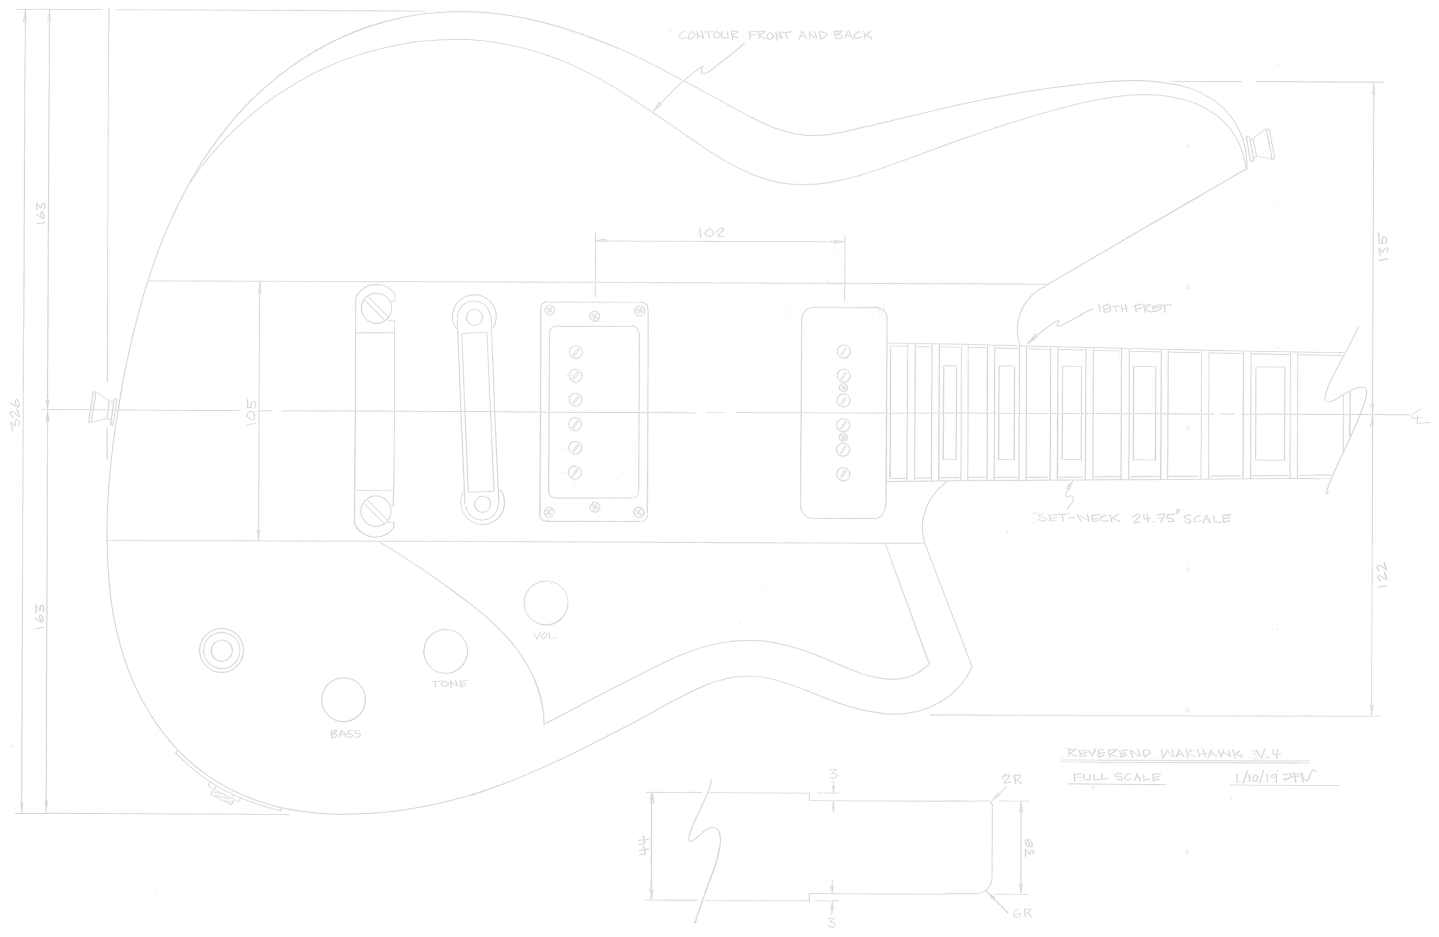 CONTOUR FRONT AND BACK
163
102
135
18TH FRET
326
105
℄
SET-NECK 24.75" SCALE
122
163
VOL
TONE
BASS
REVEREND WARHAWK V.4
FULL SCALE 1/10/19
3
2R
44
38
3
6R